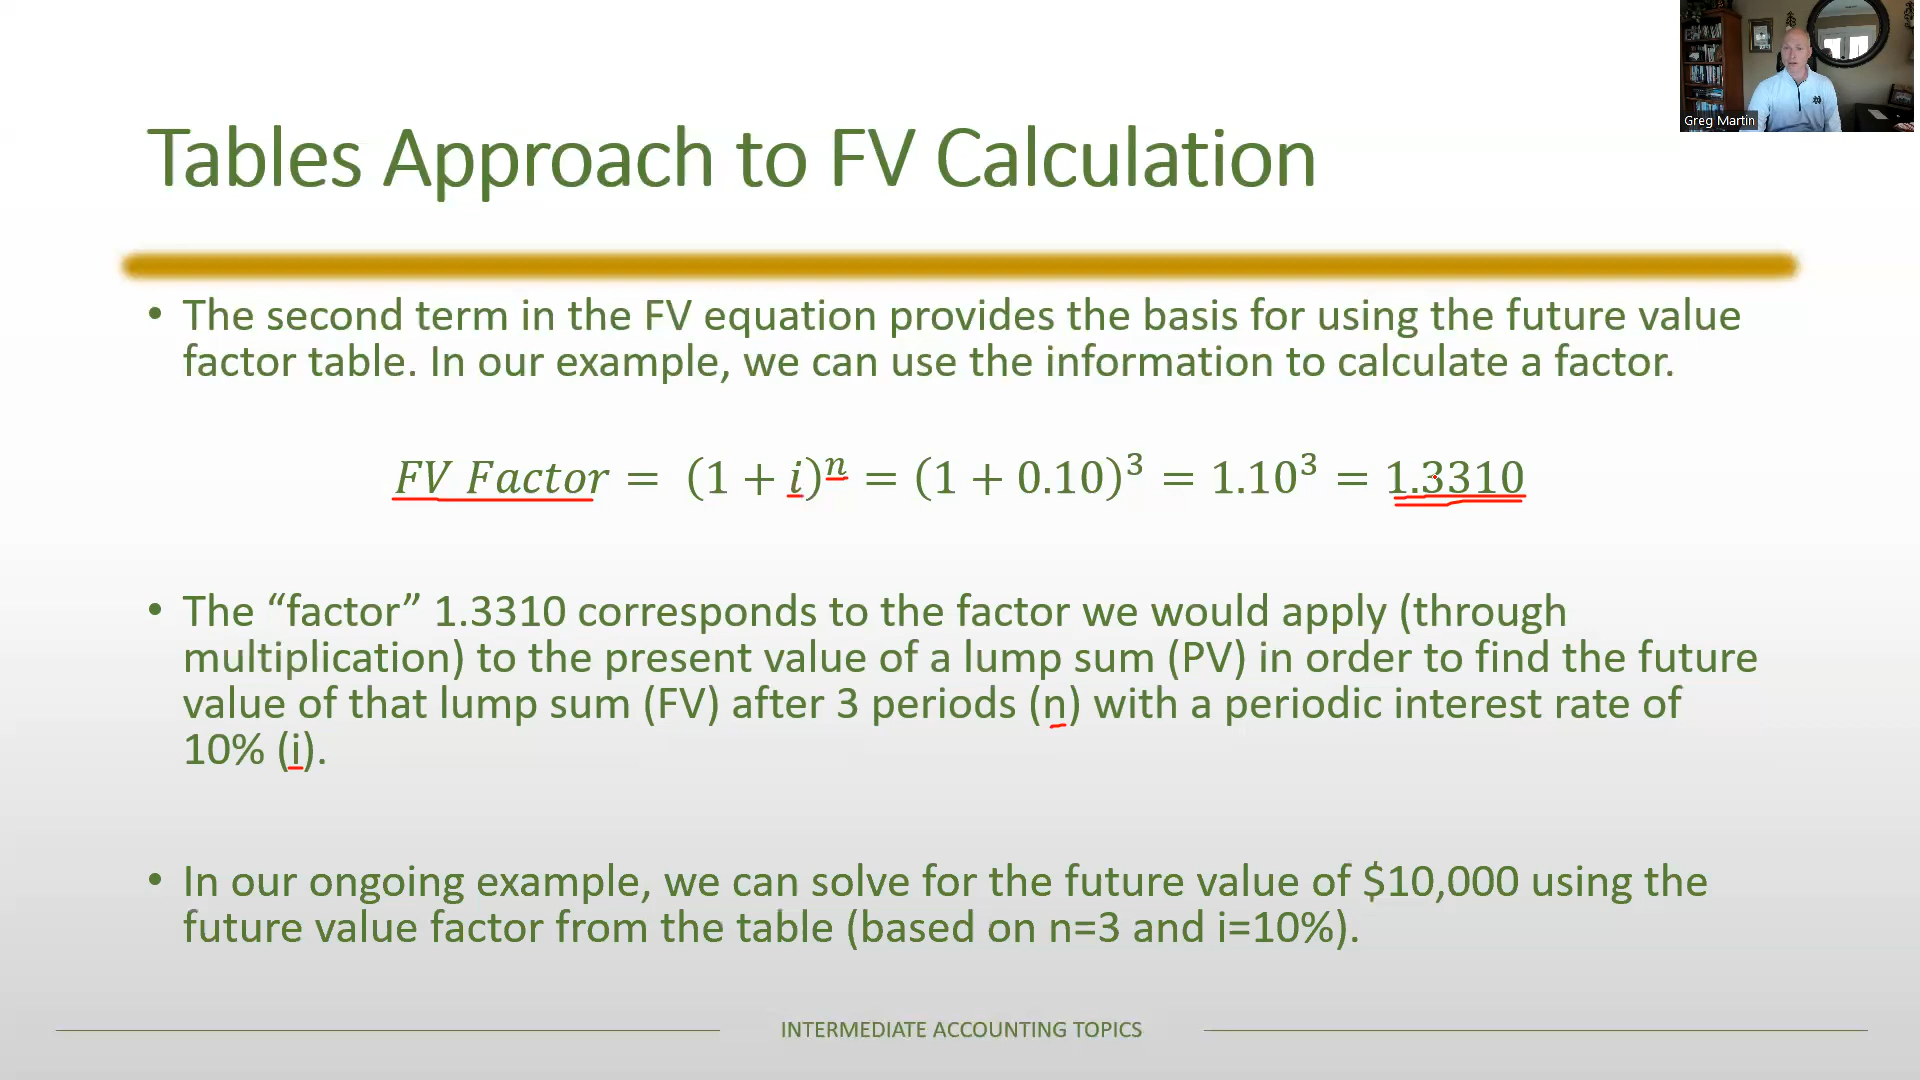 Greg Martin
Tables Approach to FV Calculation
• The second term in the FV equation provides the basis for using the future value
factor table. In our example, we can use the information to calculate a factor.
FV Factor = (1 + i)ⁿ = (1 + 0.10)³ = 1.10³ = 1.3310
• The “factor” 1.3310 corresponds to the factor we would apply (through
multiplication) to the present value of a lump sum (PV) in order to find the future
value of that lump sum (FV) after 3 periods (n) with a periodic interest rate of
10% (i).
• In our ongoing example, we can solve for the future value of $10,000 using the
future value factor from the table (based on n=3 and i=10%).
INTERMEDIATE ACCOUNTING TOPICS